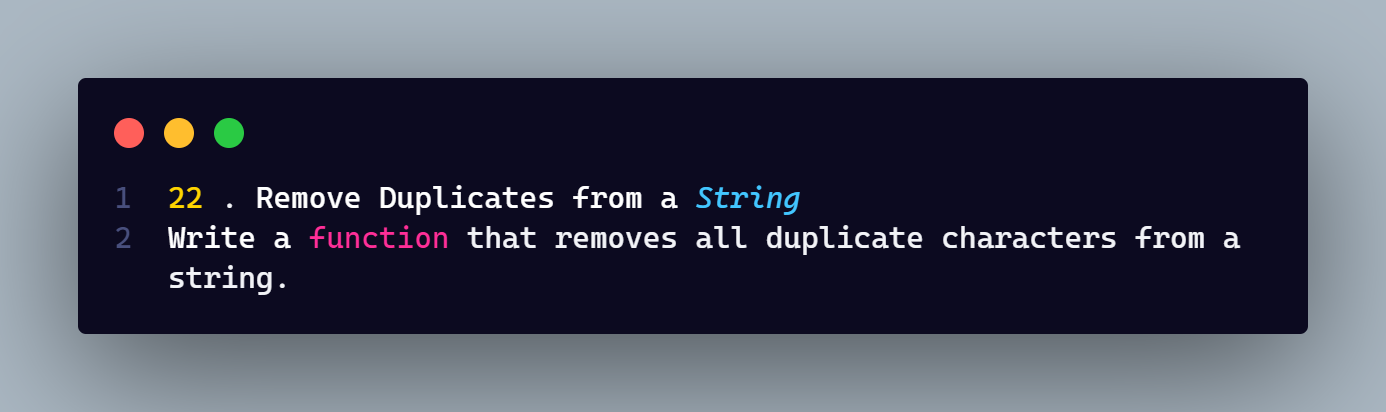 1 22 . Remove Duplicates from a String
2 Write a function that removes all duplicate characters from a
string.